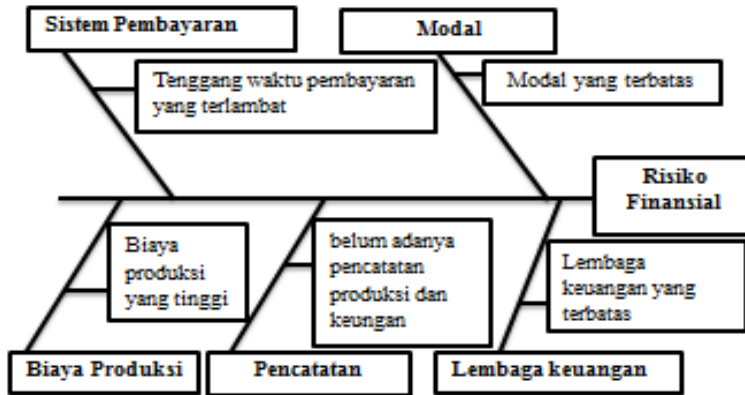 Sistem Pembayaran
Modal
Tenggang waktu pembayaran
yang terlambat
Modal yang terbatas
Risiko
Finansial
Biaya
produksi
yang tinggi
belum adanya
pencatatan
produksi dan
keungan
Lembaga
keuangan yang
terbatas
Biaya Produksi
Pencatatan
Lembaga keuangan